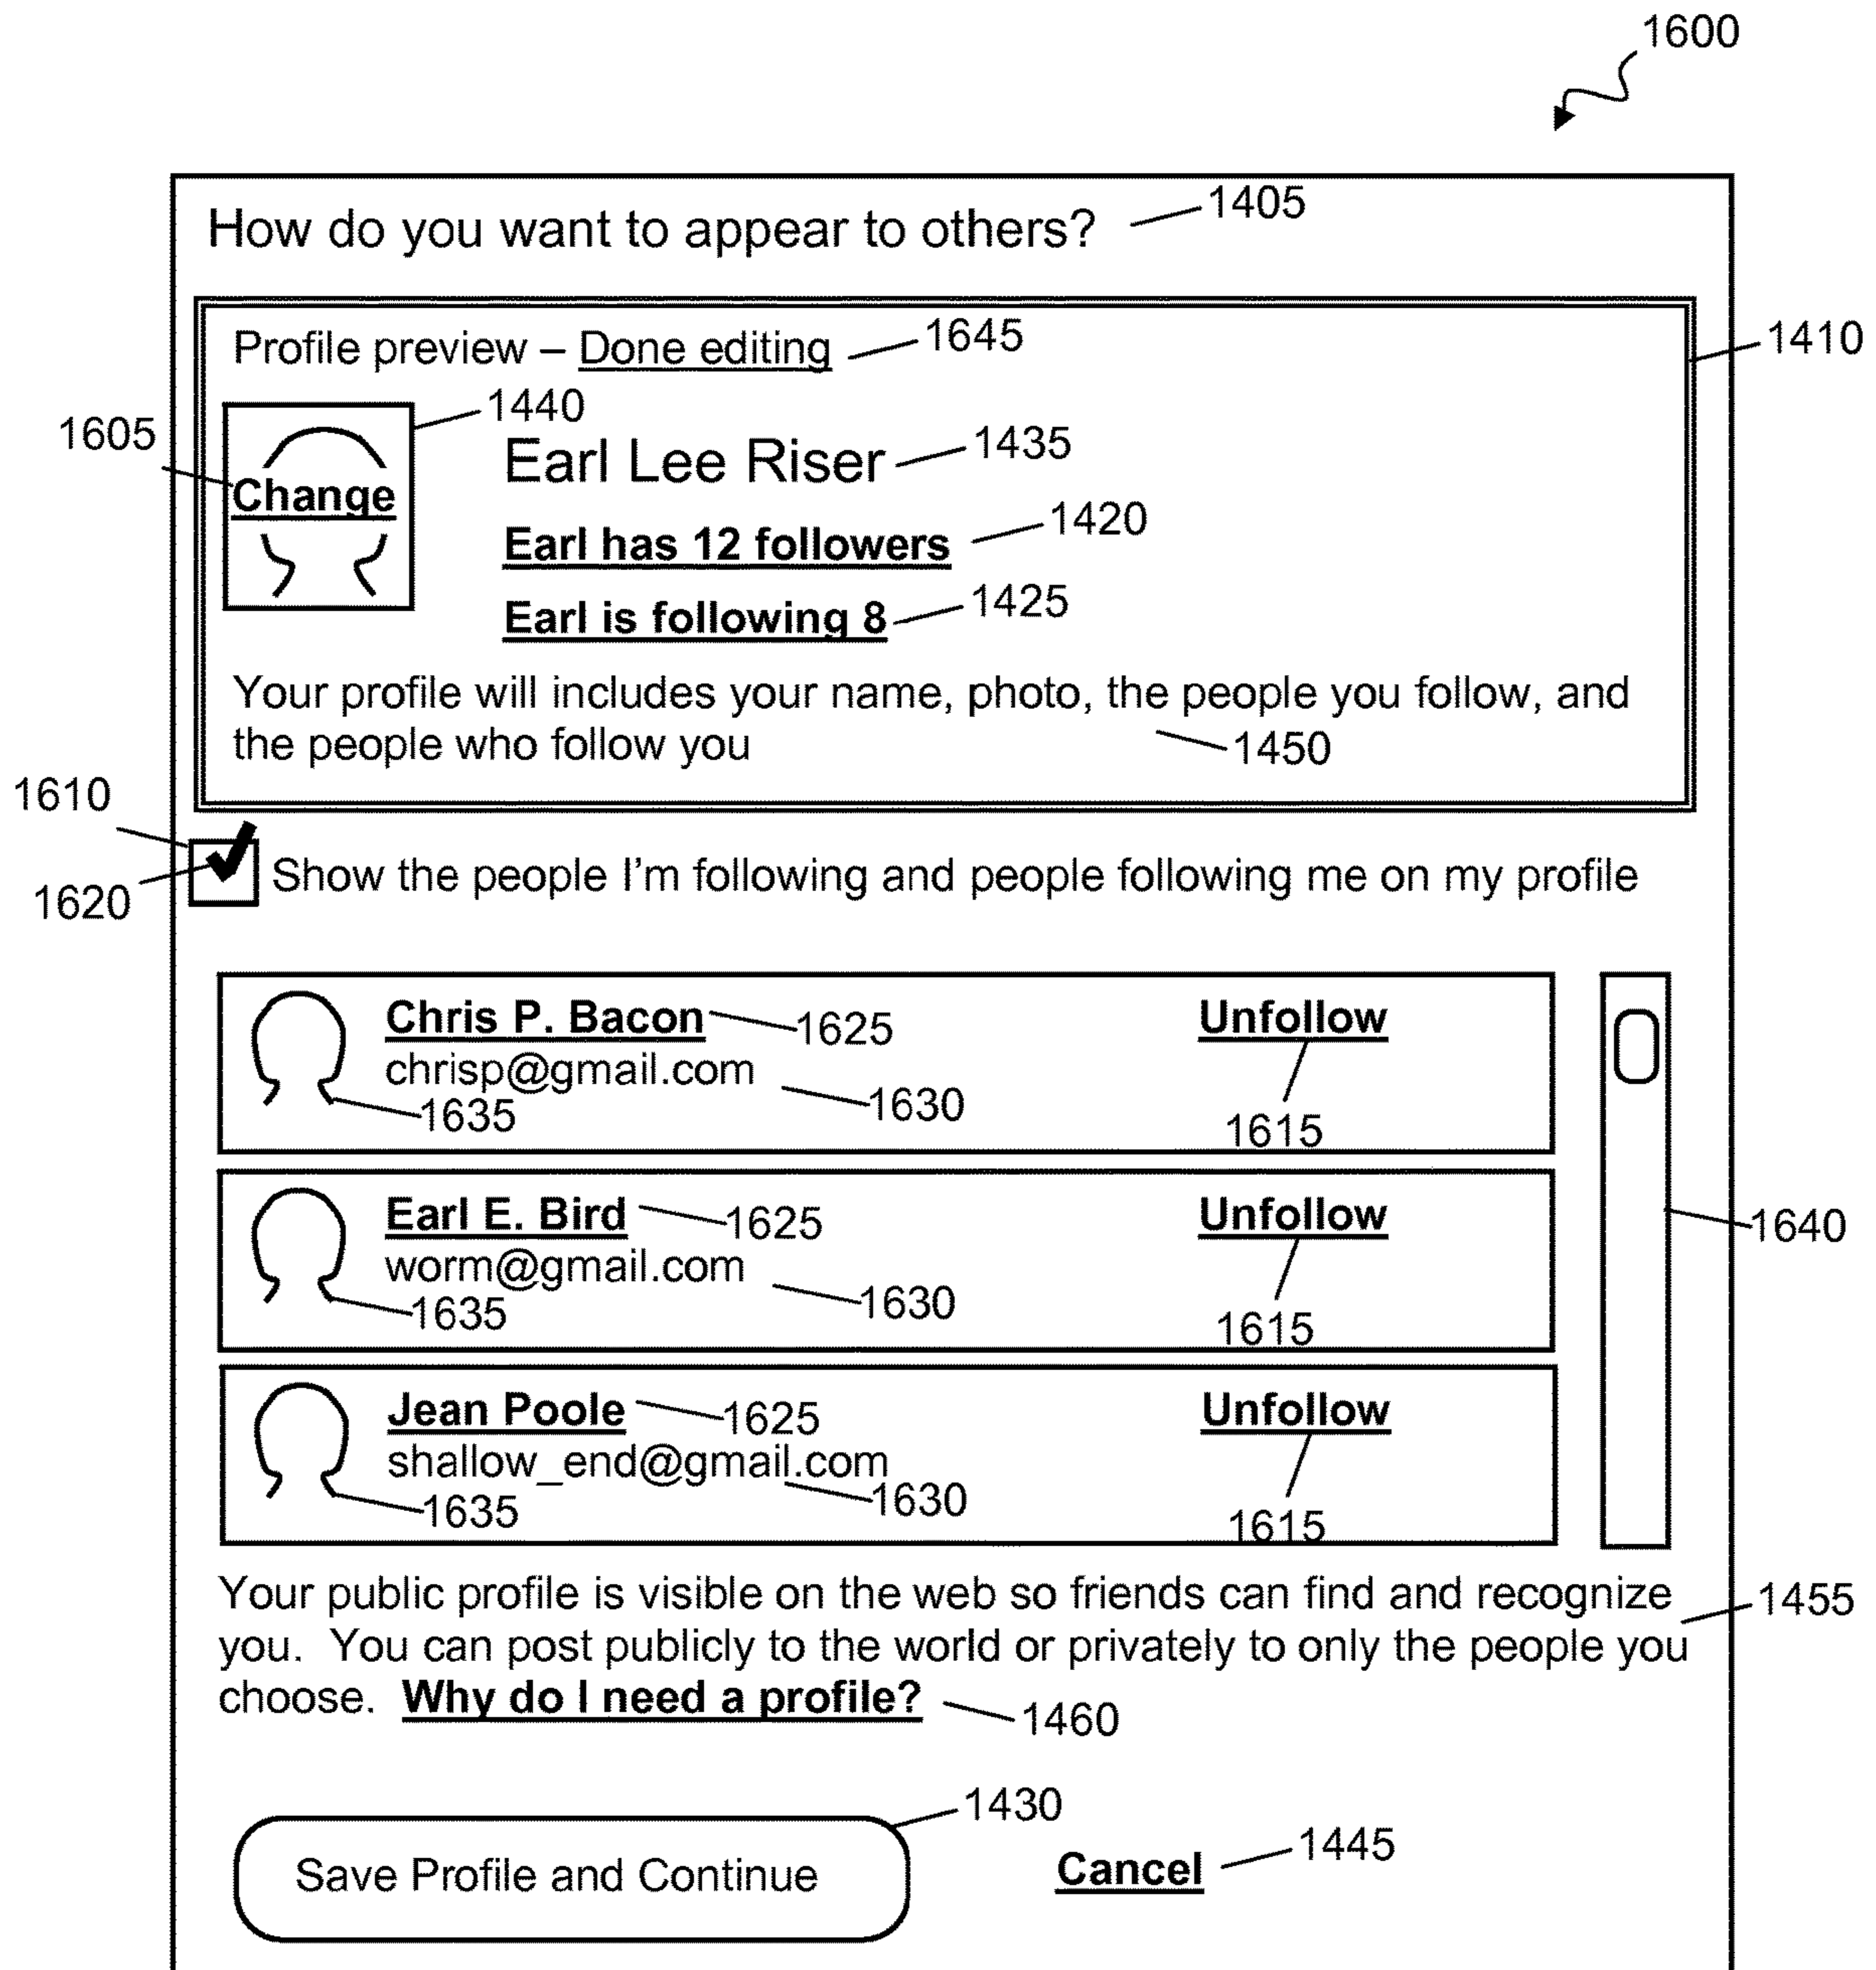 1600
How do you want to appear to others? 1405
Profile preview – Done editing 1645
1410
1440
1605
Change
Earl Lee Riser 1435
Earl has 12 followers 1420
Earl is following 8 1425
Your profile will includes your name, photo, the people you follow, and
the people who follow you 1450
1610
Show the people I'm following and people following me on my profile
1620
Chris P. Bacon 1625 Unfollow
chrisp@gmail.com 1630
1635 1615
Earl E. Bird 1625 Unfollow
1640
worm@gmail.com 1630
1635 1615
Jean Poole 1625 Unfollow
shallow_end@gmail.com 1630
1635 1615
Your public profile is visible on the web so friends can find and recognize 1455
you. You can post publicly to the world or privately to only the people you
choose. Why do I need a profile? 1460
1430
Save Profile and Continue Cancel 1445